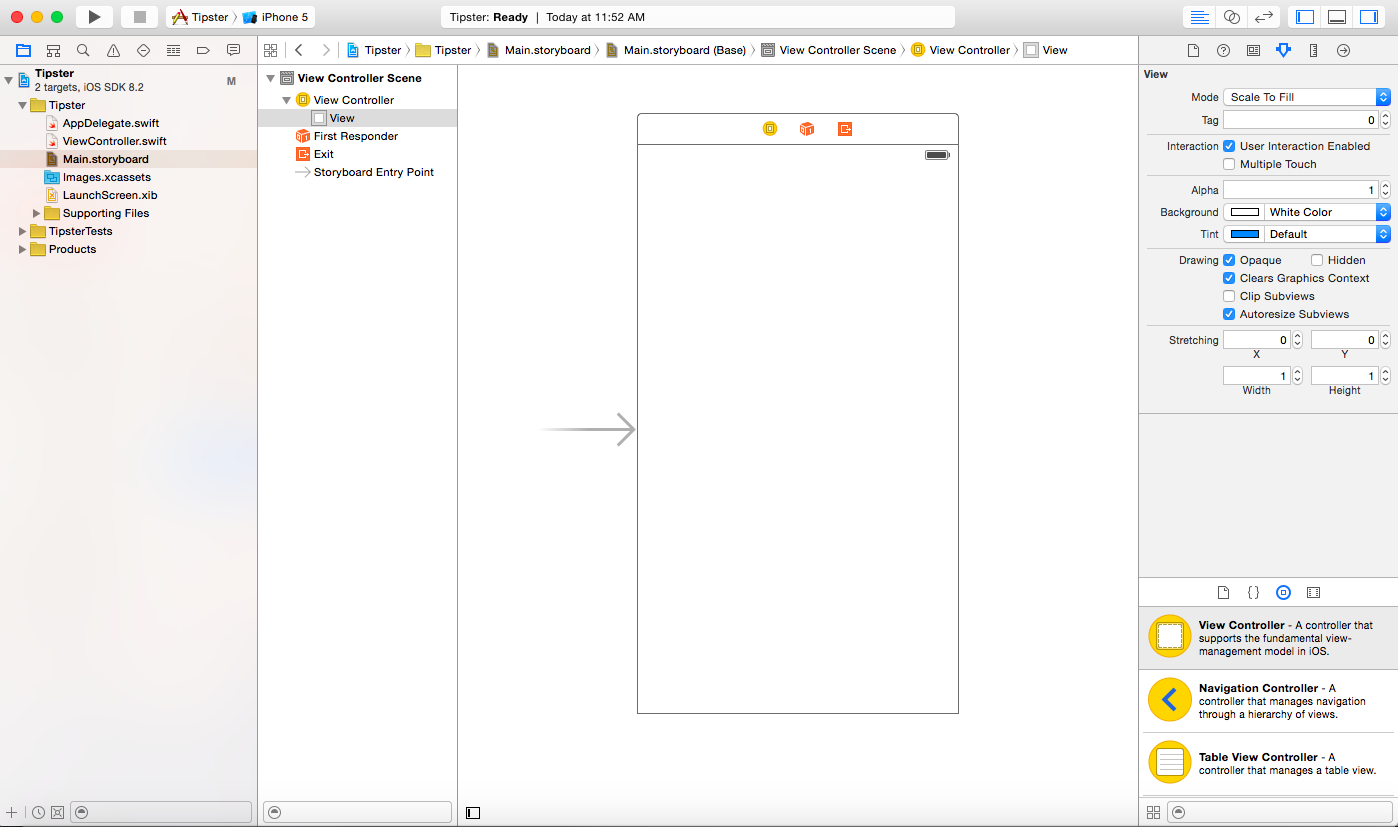 Tipster
iPhone 5
Tipster: Ready | Today at 11:52 AM
Tipster
Tipster
Main.storyboard
Main.storyboard (Base)
View Controller Scene
View Controller
View
Tipster
2 targets, iOS SDK 8.2
M
Tipster
AppDelegate.swift
ViewController.swift
Main.storyboard
Images.xcassets
LaunchScreen.xib
Supporting Files
TipsterTests
Products
View Controller Scene
View Controller
View
First Responder
Exit
Storyboard Entry Point
View
Mode Scale To Fill
Tag 0
Interaction User Interaction Enabled
Multiple Touch
Alpha 1
Background White Color
Tint Default
Drawing Opaque Hidden
Clears Graphics Context
Clip Subviews
Autoresize Subviews
Stretching 0 0
X Y
1 1
Width Height
{}
View Controller - A controller that
supports the fundamental view-
management model in iOS.
Navigation Controller - A
controller that manages navigation
through a hierarchy of views.
Table View Controller - A
controller that manages a table view.